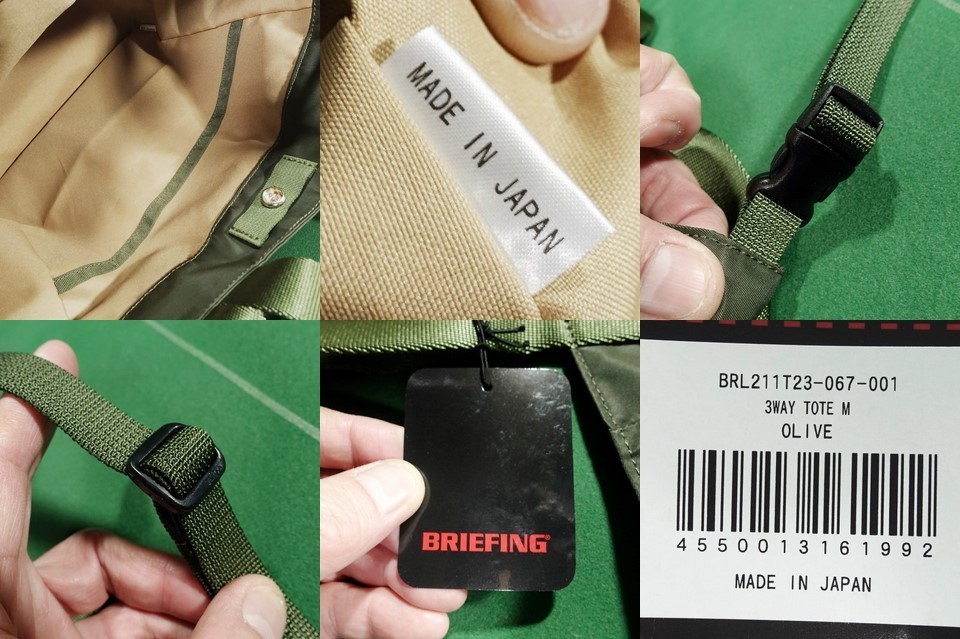 MADE IN JAPAN
BRIEFING
BRL211T23-067-001
3WAY TOTE M
OLIVE
4550013161992
MADE IN JAPAN